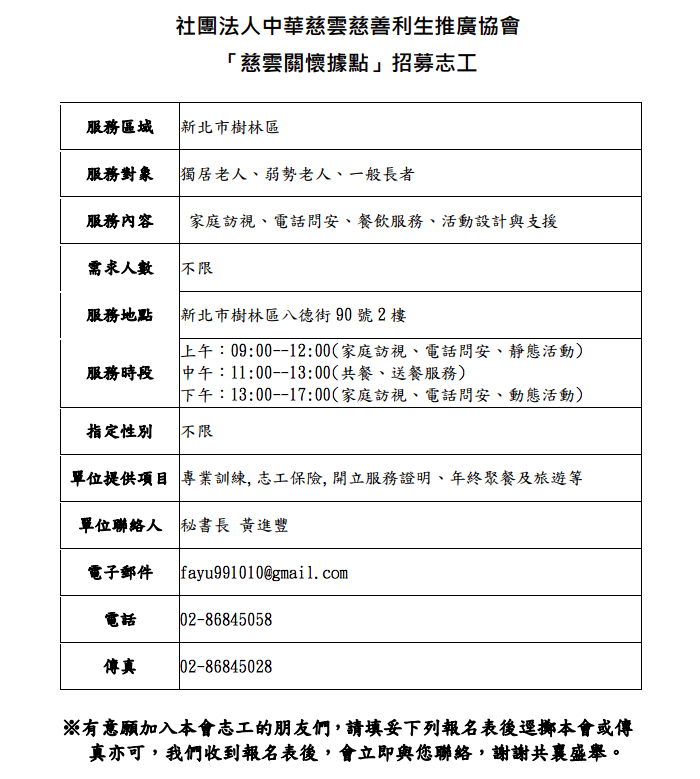 社團法人中華慈雲慈善利生推廣協會
「慈雲關懷據點」招募志工
服務區域 新北市樹林區
服務對象 獨居老人、弱勢老人、一般長者
服務內容 家庭訪視、電話問安、餐飲服務、活動設計與支援
需求人數 不限
服務地點 新北市樹林區八德街 90 號 2 樓
上午：09:00--12:00(家庭訪視、電話問安、靜態活動)
服務時段 中午：11:00--13:00(共餐、送餐服務)
下午：13:00--17:00(家庭訪視、電話問安、動態活動)
指定性別 不限
單位提供項目 專業訓練,志工保險,開立服務證明、年終聚餐及旅遊等
單位聯絡人 秘書長 黃進豐
電子郵件 fayu991010@gmail.com
電話 02-86845058
傳真 02-86845028
※有意願加入本會志工的朋友們，請填妥下列報名表後逕擲本會或傳
真亦可，我們收到報名表後，會立即與您聯絡，謝謝共襄盛舉。